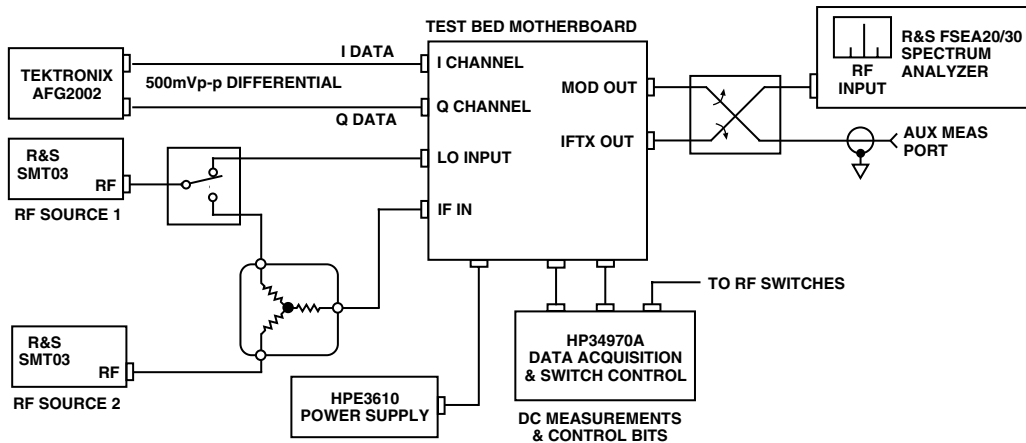 TEST BED MOTHERBOARD
TEKTRONIX
AFG2002
I DATA
500mVp-p DIFFERENTIAL
Q DATA
I CHANNEL
Q CHANNEL
LO INPUT
IF IN
MOD OUT
IFTX OUT
R&S FSEA20/30
SPECTRUM
ANALYZER
RF
INPUT
AUX MEAS
PORT
R&S
SMT03
RF
RF SOURCE 1
R&S
SMT03
RF
RF SOURCE 2
HPE3610
POWER SUPPLY
TO RF SWITCHES
HP34970A
DATA ACQUISITION
& SWITCH CONTROL
DC MEASUREMENTS
& CONTROL BITS